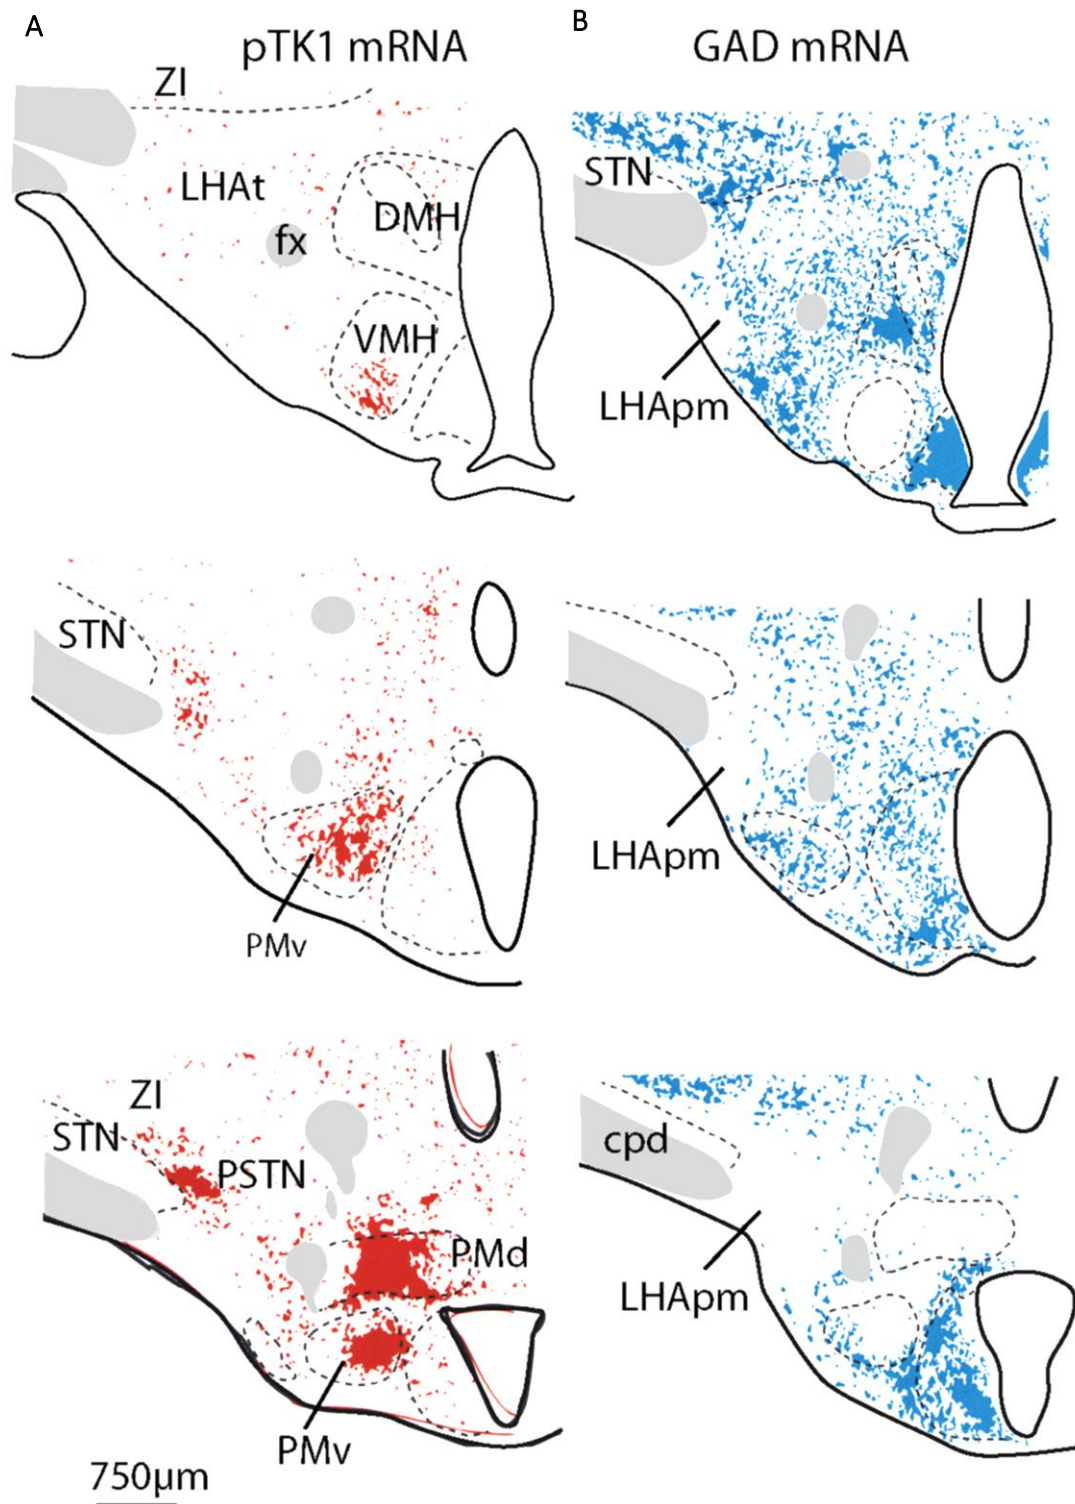 A
pTK1 mRNA
ZI
LHAt
DMH
fx
VMH
B
GAD mRNA
STN
LHApm
STN
PMv
LHApm
ZI
STN
PSTN
PMd
PMv
750µm
cpd
LHApm